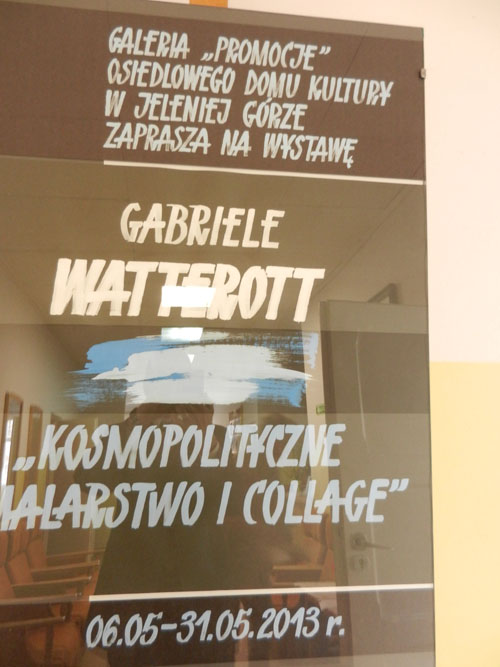 GALERIA „PROMOCJE”
OSIEDLOWEGO DOMU KULTURY
W JELENIEJ GÓRZE
ZAPRASZA NA WYSTAWĘ
GABRIELE
WATTEROTT
„KOSMOPOLITYCZNE
MALARSTWO I COLLAGE”
06.05-31.05.2013 r.